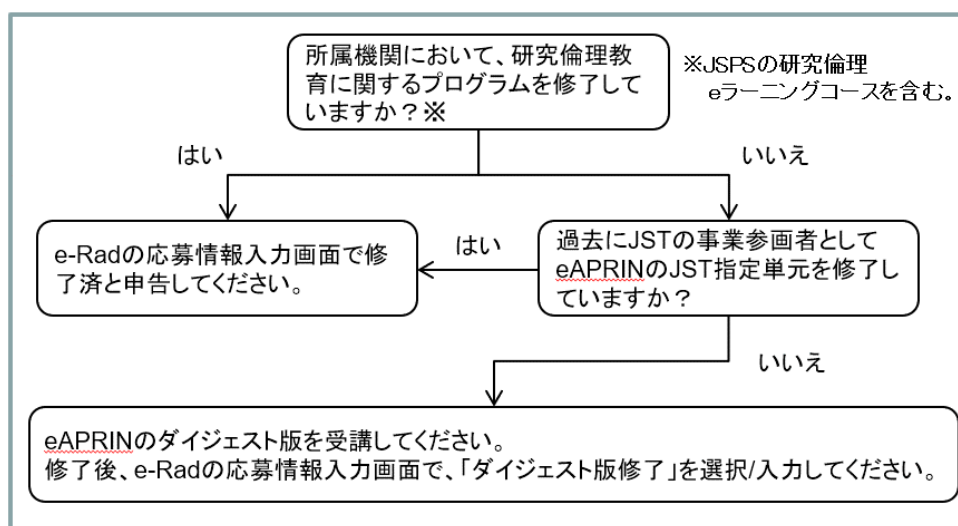 所属機関において、研究倫理教
育に関するプログラムを修了して
いますか？※
※JSPSの研究倫理
eラーニングコースを含む。
はい
いいえ
e-Radの応募情報入力画面で修
了済と申告してください。
はい
過去にJSTの事業参画者として
eAPRINのJST指定単元を修了し
ていますか？
いいえ
eAPRINのダイジェスト版を受講してください。
修了後、e-Radの応募情報入力画面で、「ダイジェスト版修了」を選択/入力してください。